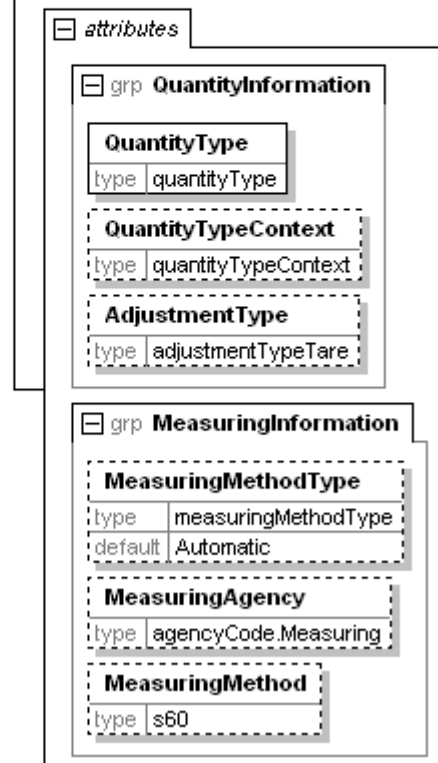 attributes
grp QuantityInformation
QuantityType
type quantityType
QuantityTypeContext
type quantityTypeContext
AdjustmentType
type adjustmentTypeTare
grp MeasuringInformation
MeasuringMethodType
type measuringMethodType
default Automatic
MeasuringAgency
type agencyCode.Measuring
MeasuringMethod
type s60